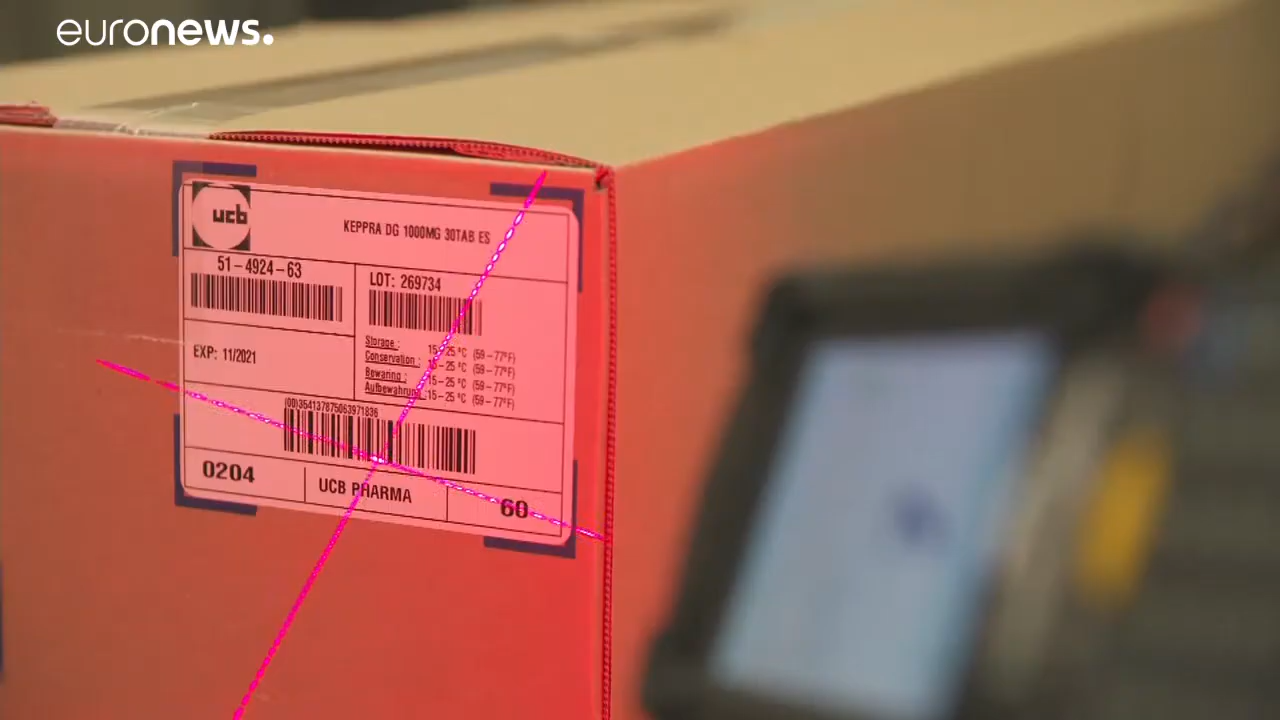 euronews.
ucb
KEPPRA DG 1000MG 30TAB ES
51-4924-63
LOT: 269734
EXP: 11/2021
Storage : 15-25 °C (59-77°F)
Conservation : 15-25 °C (59-77°F)
Bewaring : 15-25 °C (59-77°F)
Aufbewahrung : 15-25 °C (59-77°F)
(00)354137875063971836
0204
UCB PHARMA
60